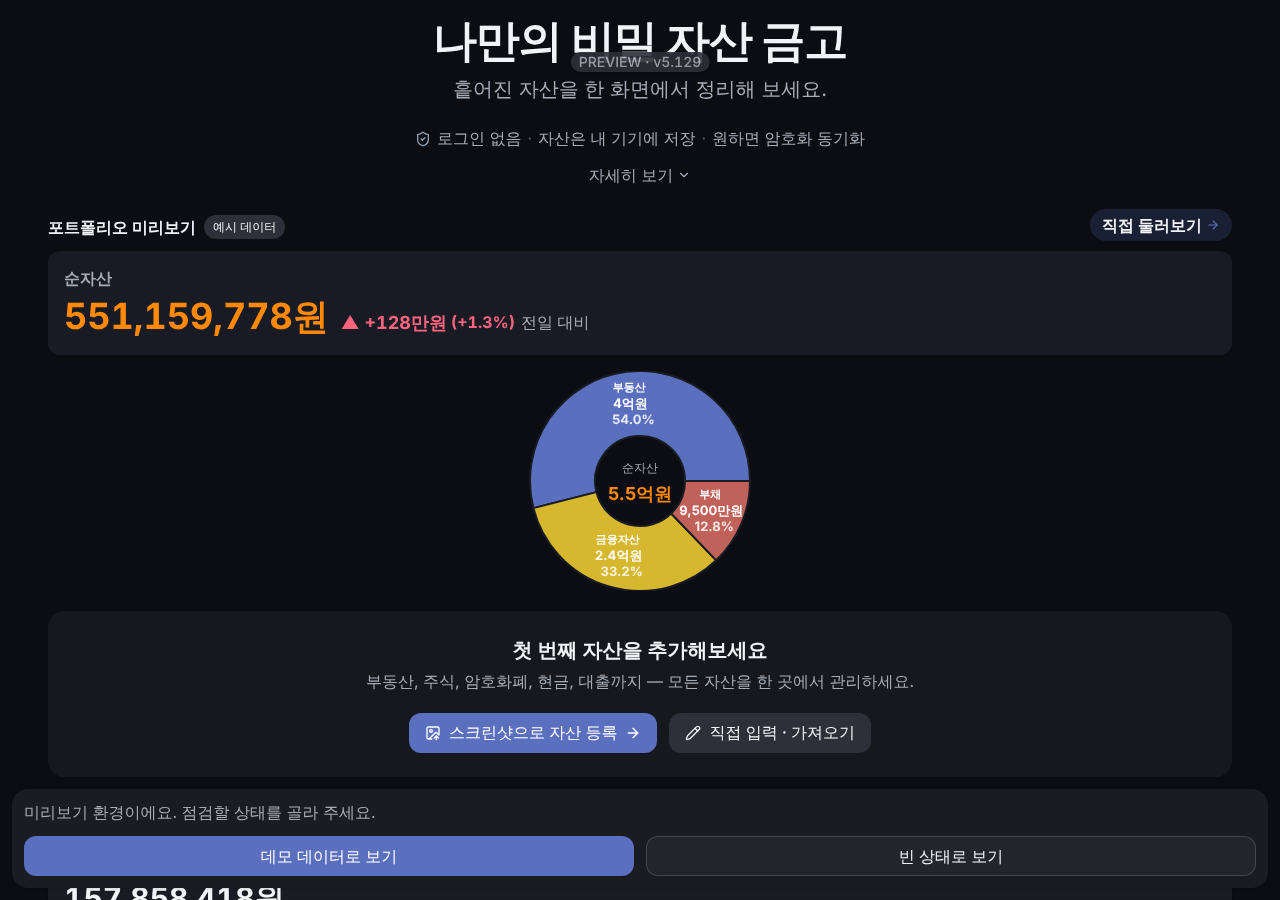 나만의 비밀 자산 금고
PREVIEW · v5.129
흩어진 자산을 한 화면에서 정리해 보세요.
로그인 없음 · 자산은 내 기기에 저장 · 원하면 암호화 동기화
자세히 보기
포트폴리오 미리보기 예시 데이터
직접 둘러보기
순자산
551,159,778원 ▲ +128만원 (+1.3%) 전일 대비
부동산
4억원
54.0%
순자산
5.5억원
부채
9,500만원
12.8%
금융자산
2.4억원
33.2%
첫 번째 자산을 추가해보세요
부동산, 주식, 암호화폐, 현금, 대출까지 — 모든 자산을 한 곳에서 관리하세요.
스크린샷으로 자산 등록
직접 입력 · 가져오기
미리보기 환경이에요. 점검할 상태를 골라 주세요.
데모 데이터로 보기
빈 상태로 보기
157,858,418원